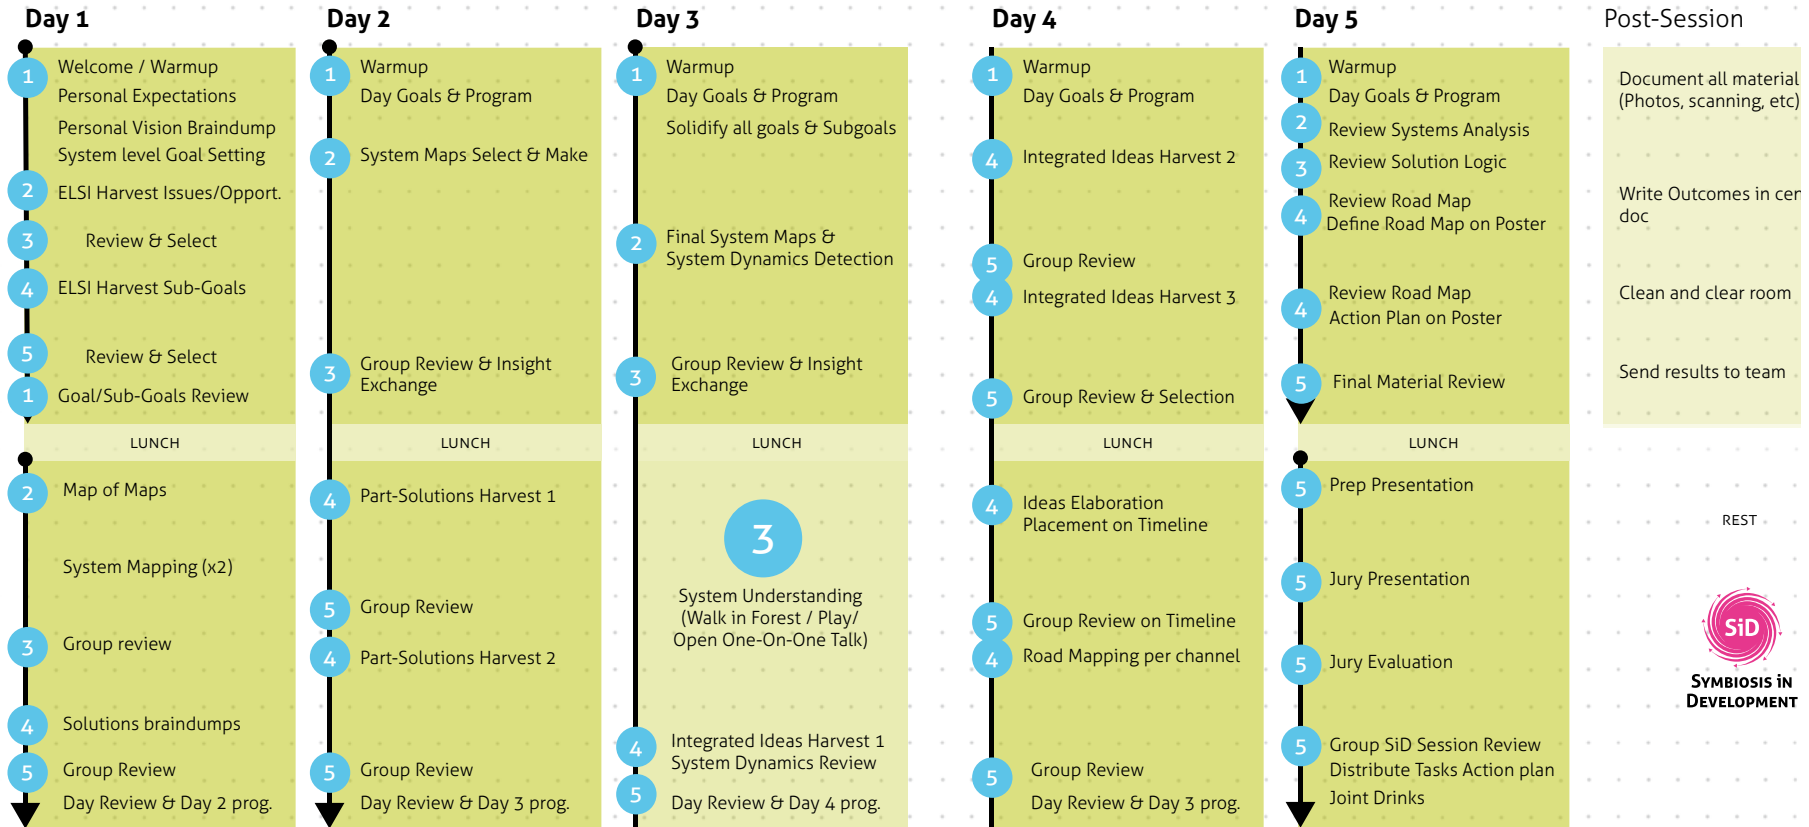 Day 1
1
Welcome / Warmup
Personal Expectations
Personal Vision Braindump
System level Goal Setting
2
ELSI Harvest Issues/Opport.
3
Review & Select
4
ELSI Harvest Sub-Goals
5
Review & Select
1
Goal/Sub-Goals Review
LUNCH
2
Map of Maps
System Mapping (x2)
3
Group review
4
Solutions braindumps
5
Group Review
Day Review & Day 2 prog.
Day 2
1
Warmup
Day Goals & Program
2
System Maps Select & Make
3
Group Review & Insight
Exchange
LUNCH
4
Part-Solutions Harvest 1
5
Group Review
4
Part-Solutions Harvest 2
5
Group Review
Day Review & Day 3 prog.
Day 3
1
Warmup
Day Goals & Program
Solidify all goals & Subgoals
2
Final System Maps &
System Dynamics Detection
3
Group Review & Insight
Exchange
LUNCH
3
System Understanding
(Walk in Forest / Play/
Open One-On-One Talk)
4
Integrated Ideas Harvest 1
System Dynamics Review
5
Day Review & Day 4 prog.
Day 4
1
Warmup
Day Goals & Program
4
Integrated Ideas Harvest 2
5
Group Review
4
Integrated Ideas Harvest 3
5
Group Review & Selection
LUNCH
4
Ideas Elaboration
Placement on Timeline
5
Group Review on Timeline
4
Road Mapping per channel
5
Group Review
Day Review & Day 3 prog.
Day 5
1
Warmup
Day Goals & Program
2
Review Systems Analysis
3
Review Solution Logic
4
Review Road Map
Define Road Map on Poster
4
Review Road Map
Action Plan on Poster
5
Final Material Review
LUNCH
5
Prep Presentation
5
Jury Presentation
5
Jury Evaluation
5
Group SiD Session Review
Distribute Tasks Action plan
Joint Drinks
Post-Session
Document all material
(Photos, scanning, etc)
Write Outcomes in cen
doc
Clean and clear room
Send results to team
REST
SiD
SYMBIOSIS iN
DEVELOPMENT